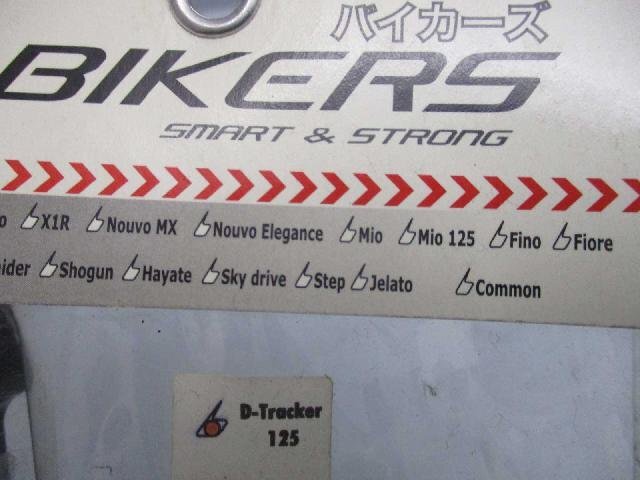 バイカーズ
BIKERS
SMART & STRONG
X1R Nouvo MX Nouvo Elegance Mio Mio 125 Fino Fiore
Shogun Hayate Sky drive Step Jelato Common
D-Tracker
125